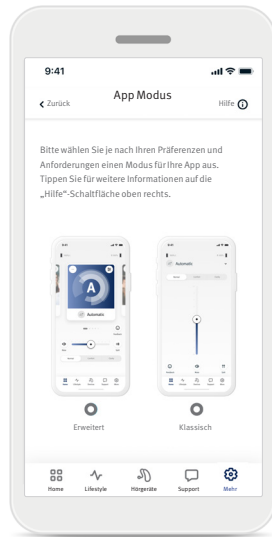 9:41
Zurück
App Modus
Hilfe
Bitte wählen Sie je nach Ihren Präferenzen und
Anforderungen einen Modus für Ihre App aus.
Tippen Sie für weitere Informationen auf die
„Hilfe“-Schaltfläche oben rechts.
A
Automatic
Automatic
Erweitert
Klassisch
Home
Lifestyle
Hörgeräte
Support
Mehr